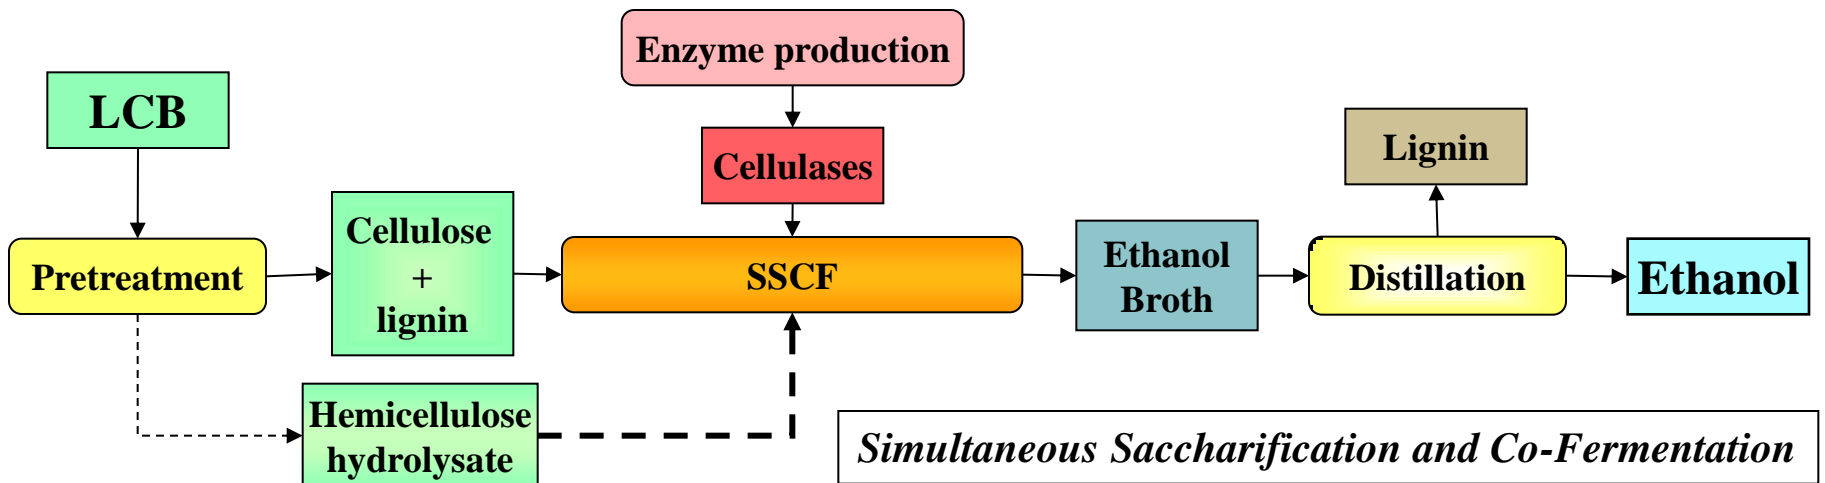 Enzyme production
LCB
Cellulases
Lignin
Pretreatment
Cellulose
+
lignin
SSCF
Ethanol
Broth
Distillation
Ethanol
Hemicellulose
hydrolysate
Simultaneous Saccharification and Co-Fermentation